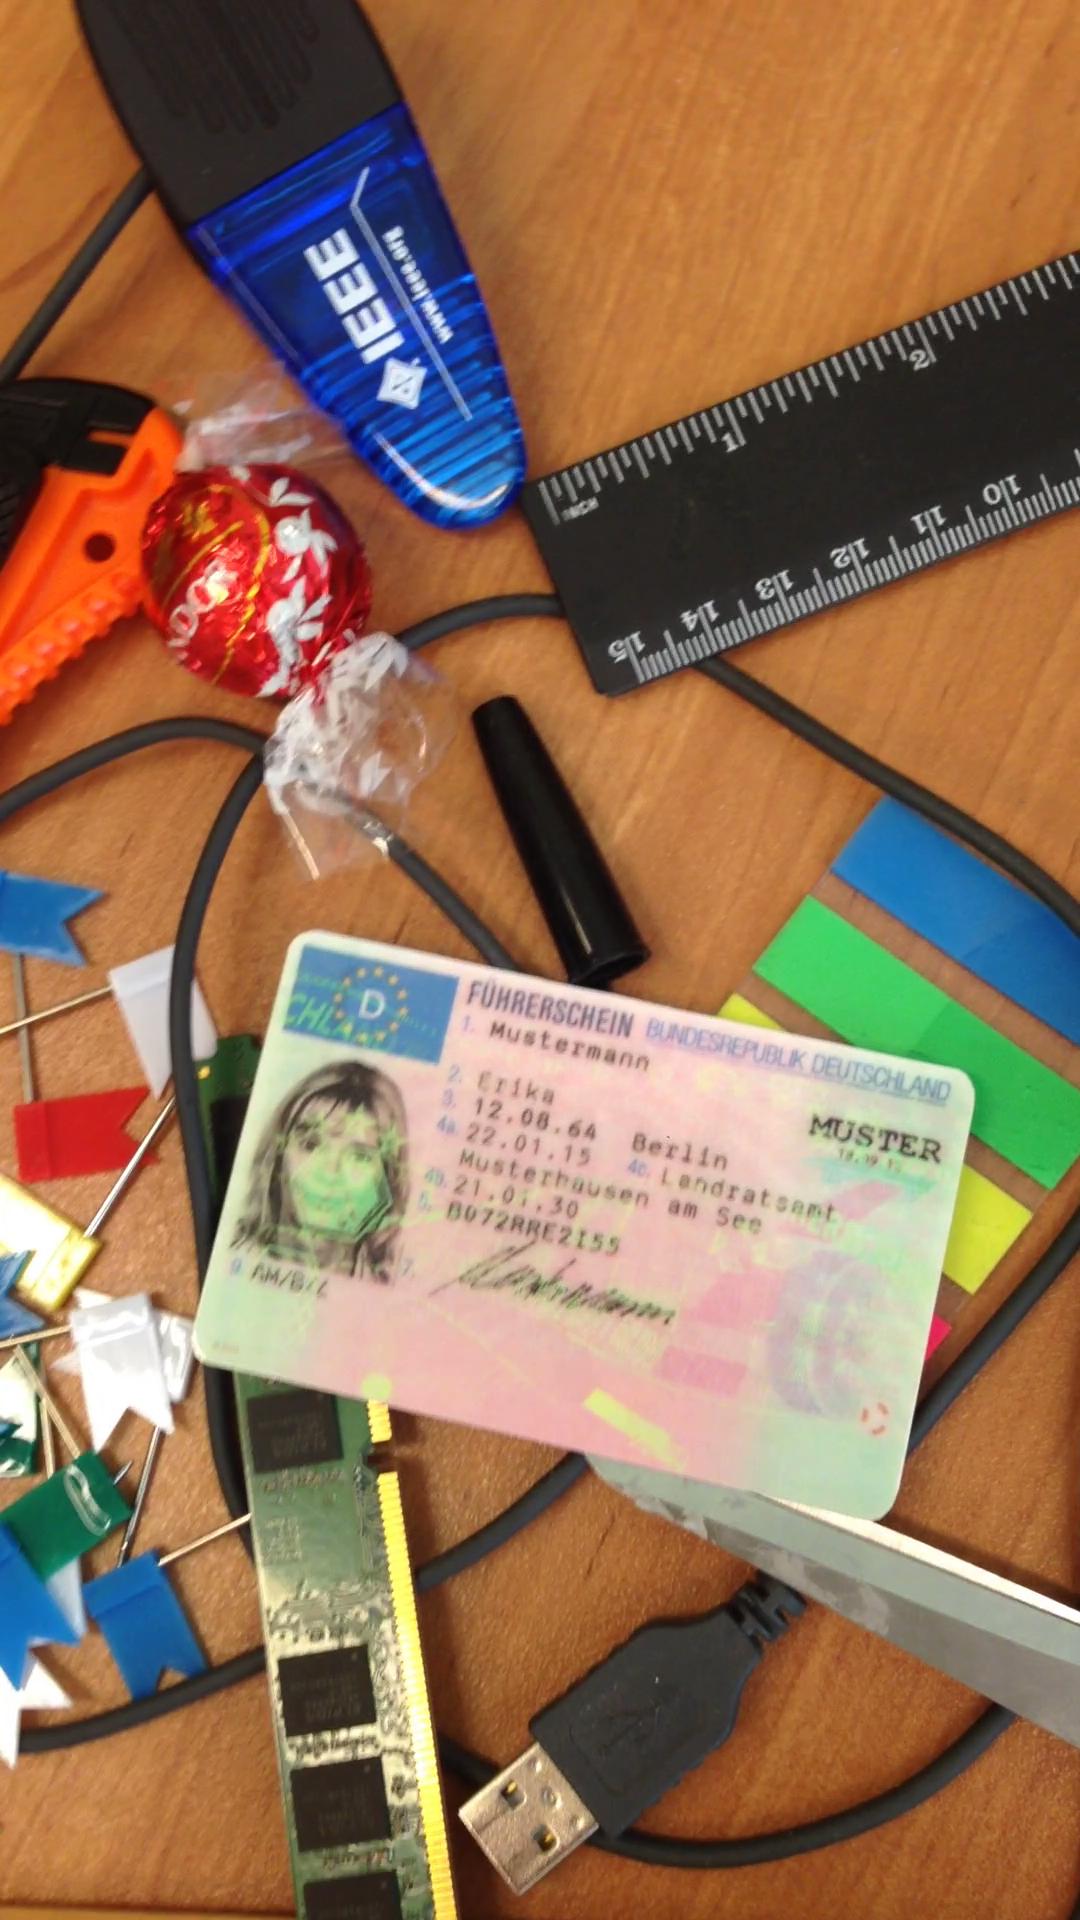 IEEE
www.ieee.org
INCH
1
2
10
11
12
13
14
15
D
FÜHRERSCHEIN BUNDESREPUBLIK DEUTSCHLAND
1. Mustermann
2. Erika
3. 12.08.64 Berlin
4a. 22.01.15 4c. Landratsamt
Musterhausen am See
4b. 21.01.30
5. B072RRE2I55
7.
9. AM/B/L
MUSTER